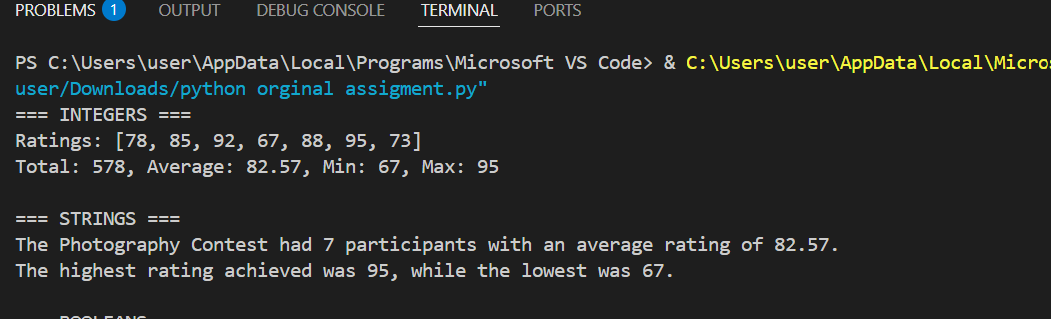 PROBLEMS 1 OUTPUT DEBUG CONSOLE TERMINAL PORTS
PS C:\Users\user\AppData\Local\Programs\Microsoft VS Code> & C:\Users\user\AppData\Local\Micros
user/Downloads/python orginal assigment.py"
=== INTEGERS ===
Ratings: [78, 85, 92, 67, 88, 95, 73]
Total: 578, Average: 82.57, Min: 67, Max: 95
=== STRINGS ===
The Photography Contest had 7 participants with an average rating of 82.57.
The highest rating achieved was 95, while the lowest was 67.
BOOLEANS